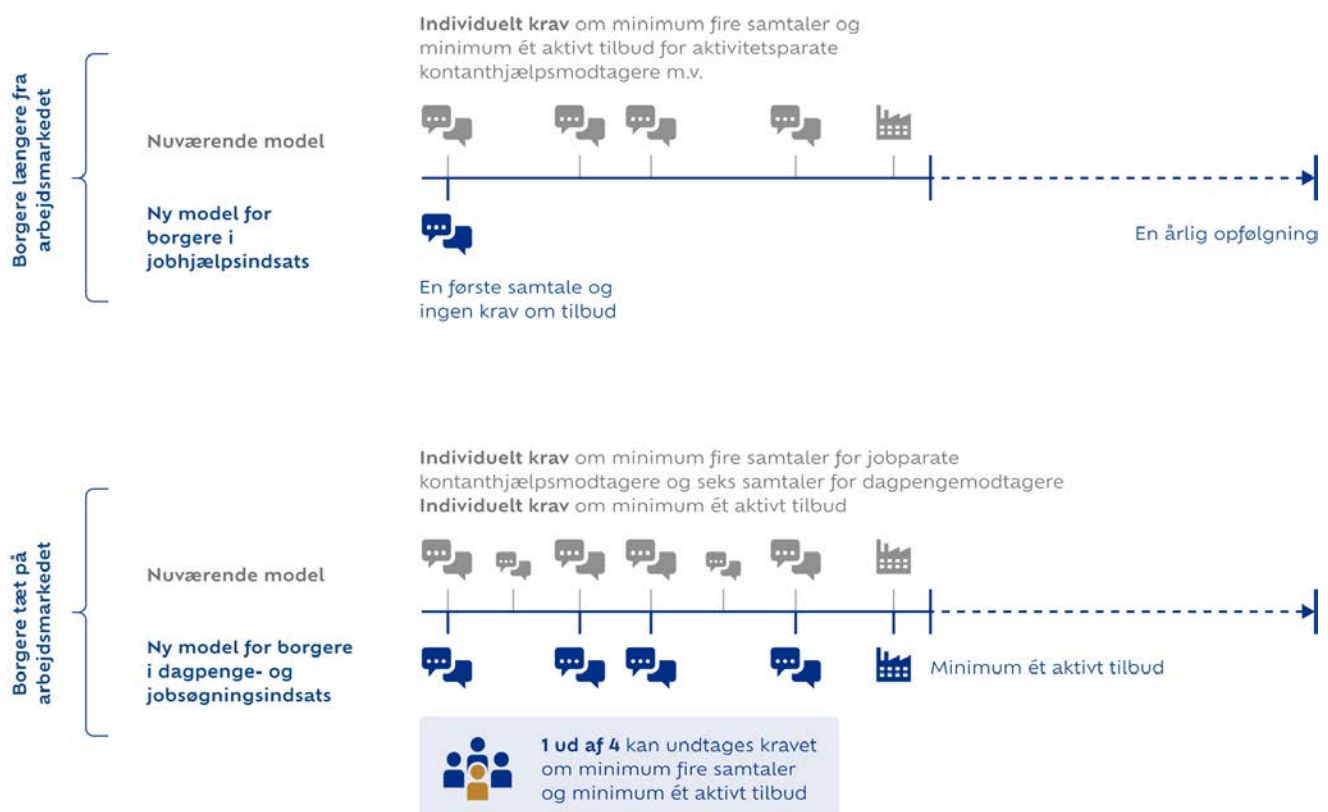 Borgere længere fra
arbejdsmarkedet
Individuelt krav om minimum fire samtaler og
minimum ét aktivt tilbud for aktivitetsparate
kontanthjælpsmodtagere m.v.
Nuværende model
Ny model for
borgere i
jobhjælpsindsats
En første samtale og
ingen krav om tilbud
En årlig opfølgning
Borgere tæt på
arbejdsmarkedet
Individuelt krav om minimum fire samtaler for jobparate
kontanthjælpsmodtagere og seks samtaler for dagpengemodtagere
Individuelt krav om minimum ét aktivt tilbud
Nuværende model
Ny model for borgere
i dagpenge- og
jobsøgningsindsats
Minimum ét aktivt tilbud
1 ud af 4 kan undtages kravet
om minimum fire samtaler
og minimum ét aktivt tilbud